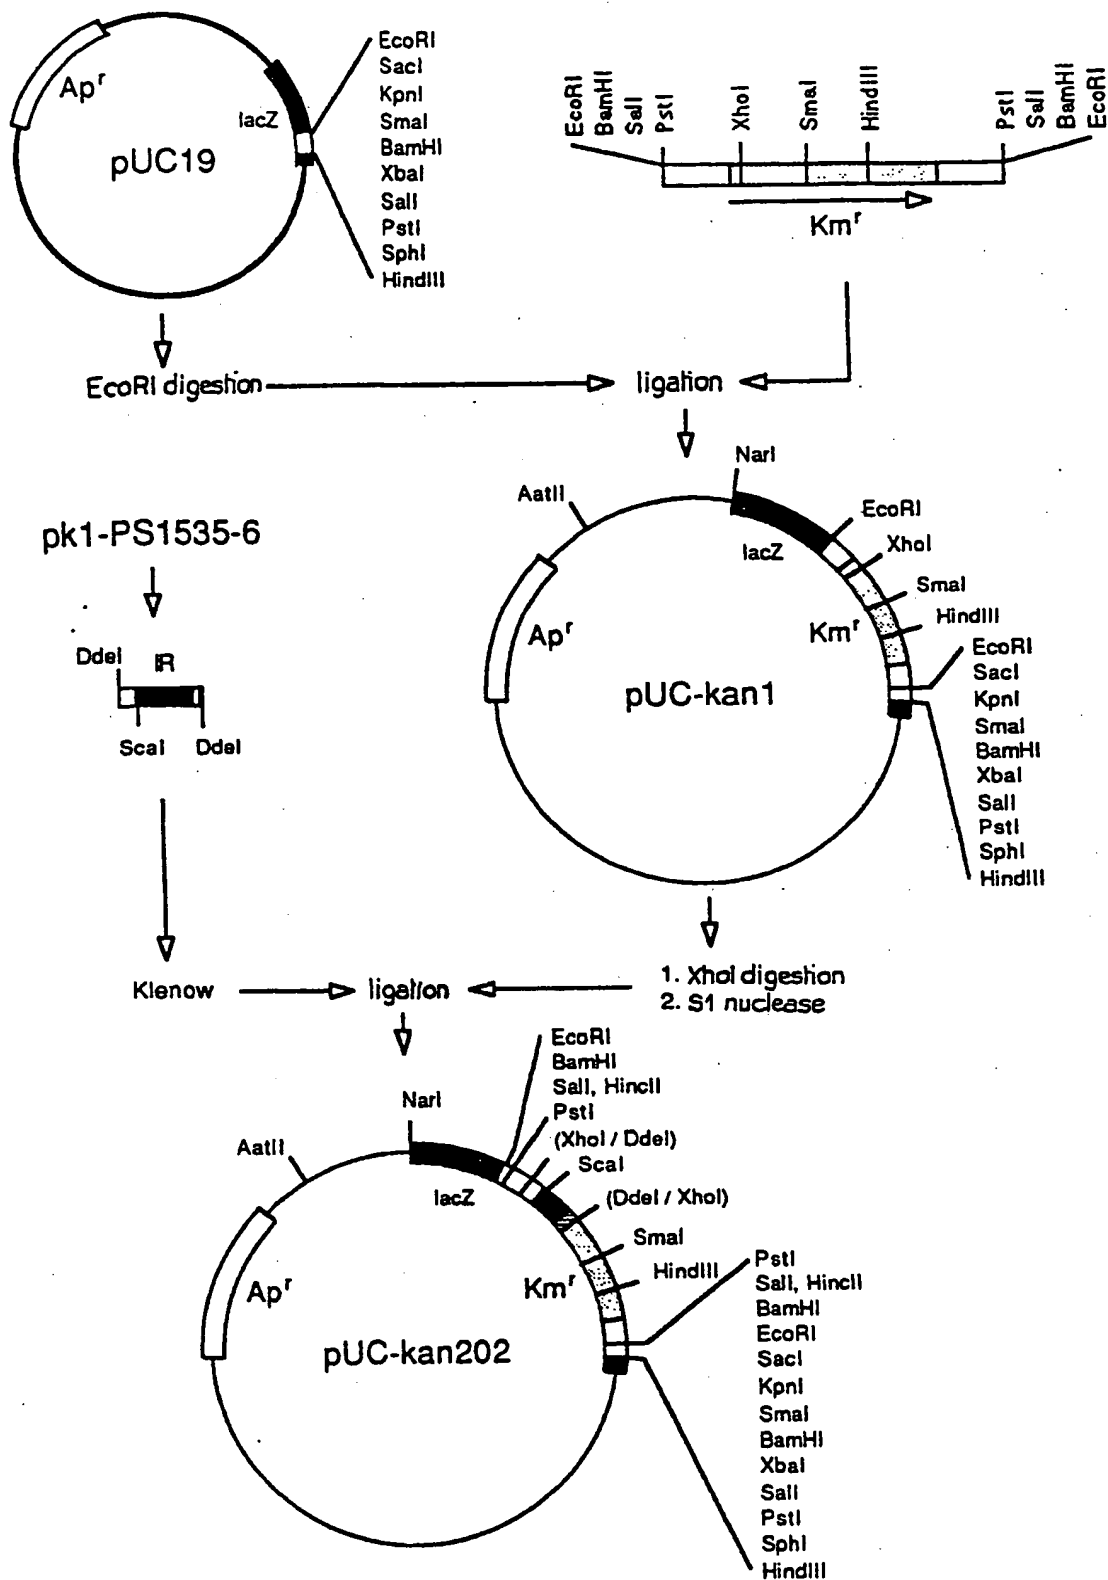 Apʳ
lacZ
pUC19
EcoRI
SacI
KpnI
SmaI
BamHI
XbaI
SalI
PstI
SphI
HindIII
EcoRI
BamHI
SalI
PstI
XhoI
SmaI
HindIII
PstI
SalI
BamHI
EcoRI
Kmʳ
EcoRI digestion
ligation
pk1-PS1535-6
DdeI
IR
ScaI
DdeI
NarI
AatII
lacZ
EcoRI
XhoI
SmaI
HindIII
Apʳ
Kmʳ
pUC-kan1
EcoRI
SacI
KpnI
SmaI
BamHI
XbaI
SalI
PstI
SphI
HindIII
Klenow
ligation
1. XhoI digestion
2. S1 nuclease
EcoRI
BamHI
SalI, HincII
PstI
(XhoI / DdeI)
ScaI
(DdeI / XhoI)
SmaI
HindIII
NarI
AatII
lacZ
Apʳ
Kmʳ
pUC-kan202
PstI
SalI, HincII
BamHI
EcoRI
SacI
KpnI
SmaI
BamHI
XbaI
SalI
PstI
SphI
HindIII